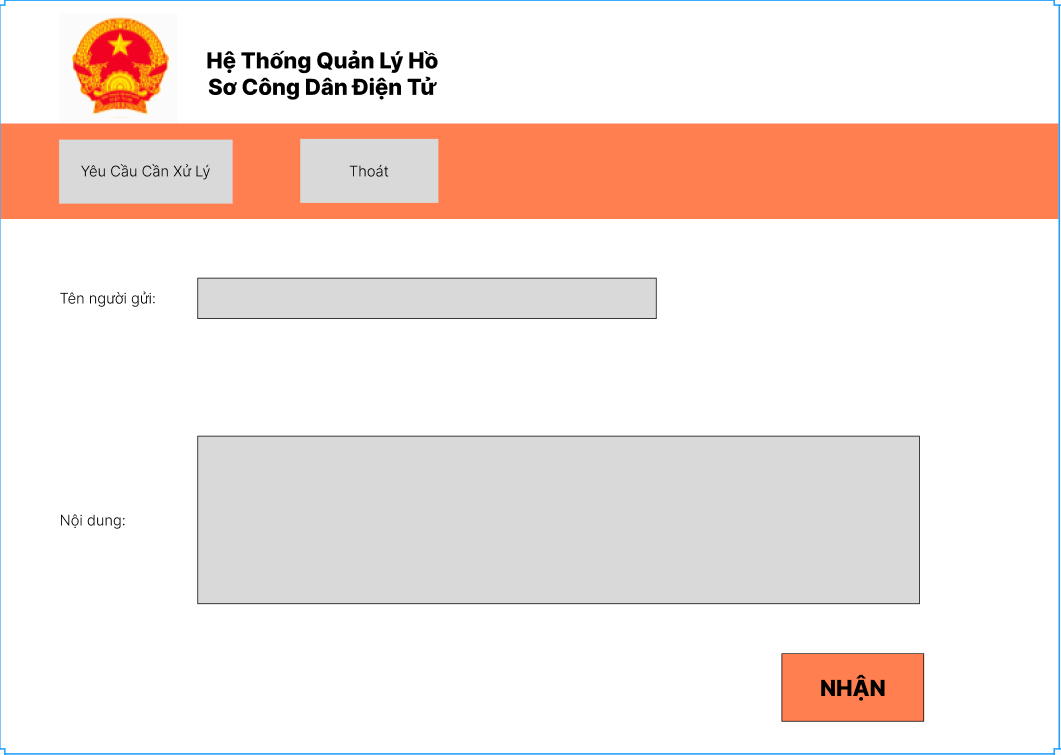 Hệ Thống Quản Lý Hồ
Sơ Công Dân Điện Tử
Yêu Cầu Cần Xử Lý
Thoát
Tên người gửi:
Nội dung:
NHẬN